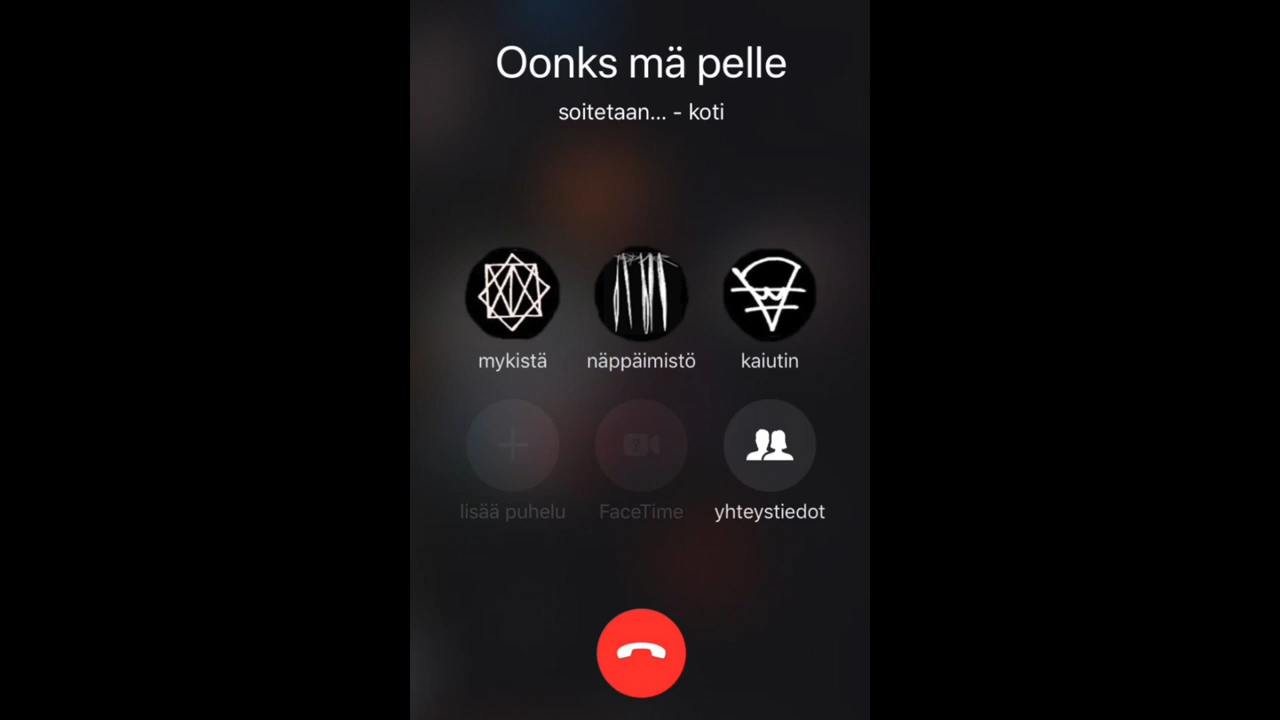 Oonks mä pelle
soitetaan... - koti
mykistä näppäimistö kaiutin
lisää puhelu FaceTime yhteystiedot